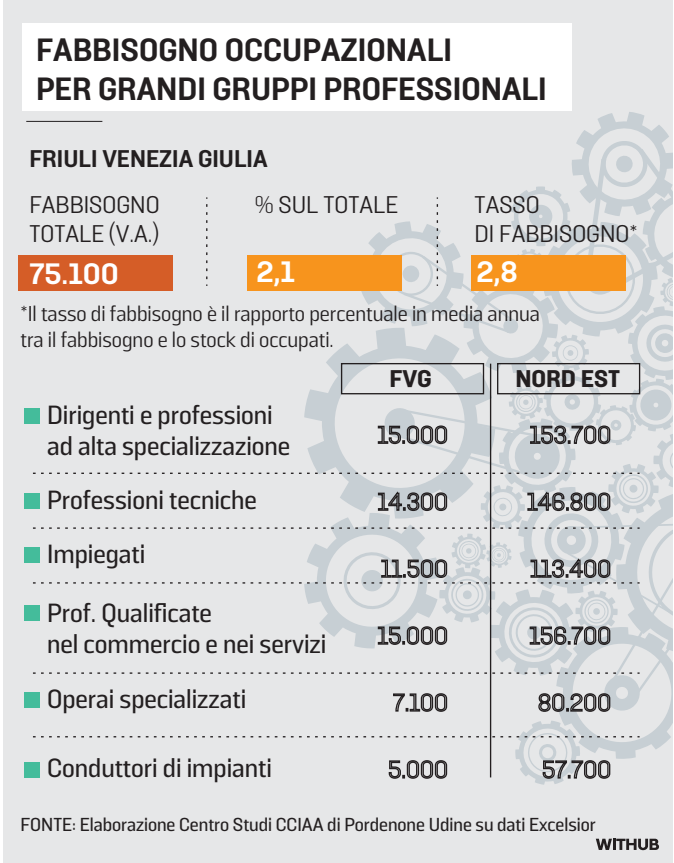 FABBISOGNO OCCUPAZIONALI
PER GRANDI GRUPPI PROFESSIONALI
FRIULI VENEZIA GIULIA
FABBISOGNO
TOTALE (V.A.)
75.100
% SUL TOTALE
2,1
TASSO
DI FABBISOGNO*
2,8
*Il tasso di fabbisogno è il rapporto percentuale in media annua
tra il fabbisogno e lo stock di occupati.
FVG NORD EST
Dirigenti e professioni
ad alta specializzazione 15.000 153.700
Professioni tecniche 14.300 146.800
Impiegati 11.500 113.400
Prof. Qualificate
nel commercio e nei servizi 15.000 156.700
Operai specializzati 7.100 80.200
Conduttori di impianti 5.000 57.700
FONTE: Elaborazione Centro Studi CCIAA di Pordenone Udine su dati Excelsior
WITHUB